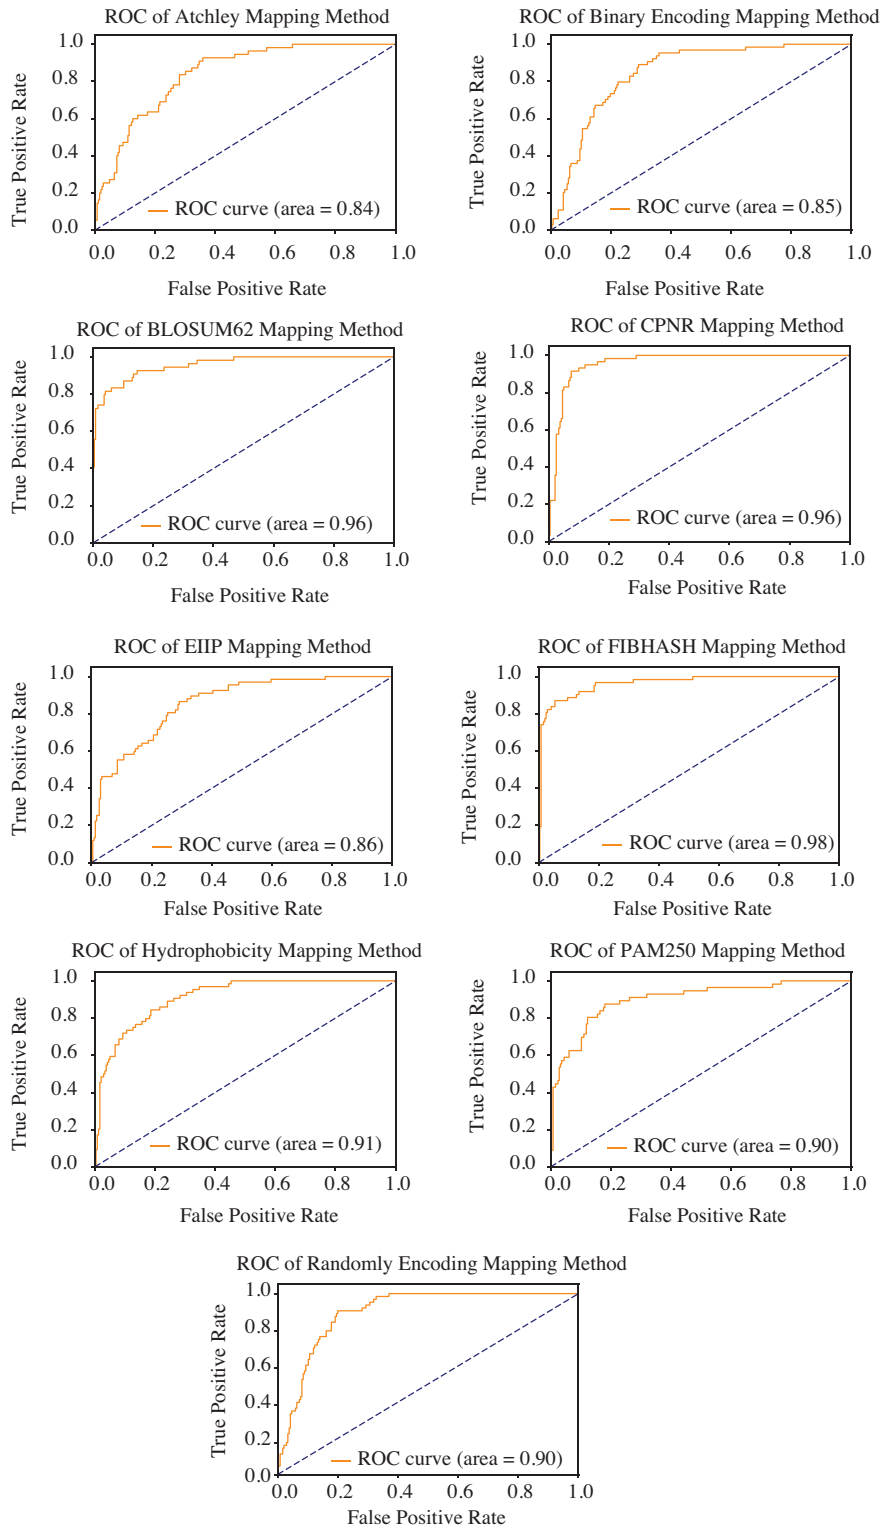 ROC of Atchley Mapping Method
True Positive Rate
1.0
0.8
0.6
0.4
0.2
0.0
ROC curve (area = 0.84)
0.0 0.2 0.4 0.6 0.8 1.0
False Positive Rate
ROC of Binary Encoding Mapping Method
True Positive Rate
1.0
0.8
0.6
0.4
0.2
0.0
ROC curve (area = 0.85)
0.0 0.2 0.4 0.6 0.8 1.0
False Positive Rate
ROC of BLOSUM62 Mapping Method
True Positive Rate
1.0
0.8
0.6
0.4
0.2
0.0
ROC curve (area = 0.96)
0.0 0.2 0.4 0.6 0.8 1.0
False Positive Rate
ROC of CPNR Mapping Method
True Positive Rate
1.0
0.8
0.6
0.4
0.2
0.0
ROC curve (area = 0.96)
0.0 0.2 0.4 0.6 0.8 1.0
False Positive Rate
ROC of EIIP Mapping Method
True Positive Rate
1.0
0.8
0.6
0.4
0.2
0.0
ROC curve (area = 0.86)
0.0 0.2 0.4 0.6 0.8 1.0
False Positive Rate
ROC of FIBHASH Mapping Method
True Positive Rate
1.0
0.8
0.6
0.4
0.2
0.0
ROC curve (area = 0.98)
0.0 0.2 0.4 0.6 0.8 1.0
False Positive Rate
ROC of Hydrophobicity Mapping Method
True Positive Rate
1.0
0.8
0.6
0.4
0.2
0.0
ROC curve (area = 0.91)
0.0 0.2 0.4 0.6 0.8 1.0
False Positive Rate
ROC of PAM250 Mapping Method
True Positive Rate
1.0
0.8
0.6
0.4
0.2
0.0
ROC curve (area = 0.90)
0.0 0.2 0.4 0.6 0.8 1.0
False Positive Rate
ROC of Randomly Encoding Mapping Method
True Positive Rate
1.0
0.8
0.6
0.4
0.2
0.0
ROC curve (area = 0.90)
0.0 0.2 0.4 0.6 0.8 1.0
False Positive Rate